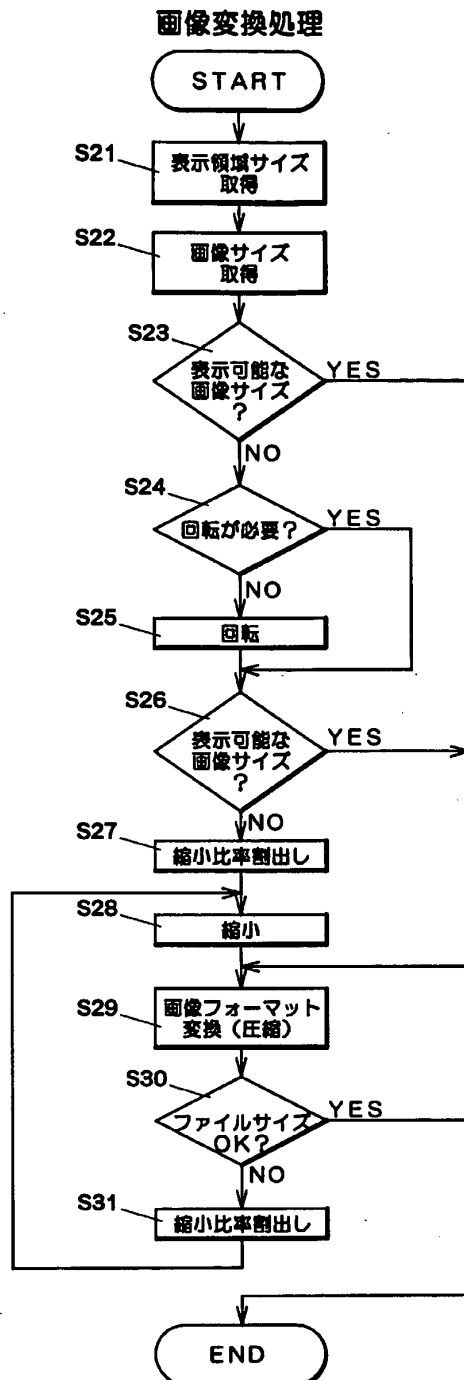 画像変換処理
START
S21
表示領域サイズ
取得
S22
画像サイズ
取得
S23
表示可能な
画像サイズ
?
YES
NO
S24
回転が必要?
YES
NO
S25
回転
S26
表示可能な
画像サイズ
?
YES
NO
S27
縮小比率割出し
S28
縮小
S29
画像フォーマット
変換(圧縮)
S30
ファイルサイズ
OK?
YES
NO
S31
縮小比率割出し
END